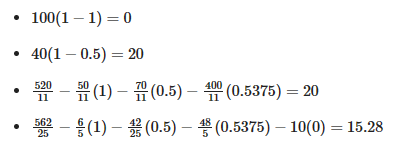 • 100(1 − 1) = 0
• 40(1 − 0.5) = 20
• 520/11 − 50/11 (1) − 70/11 (0.5) − 400/11 (0.5375) = 20
• 562/25 − 6/5 (1) − 42/25 (0.5) − 48/5 (0.5375) − 10(0) = 15.28